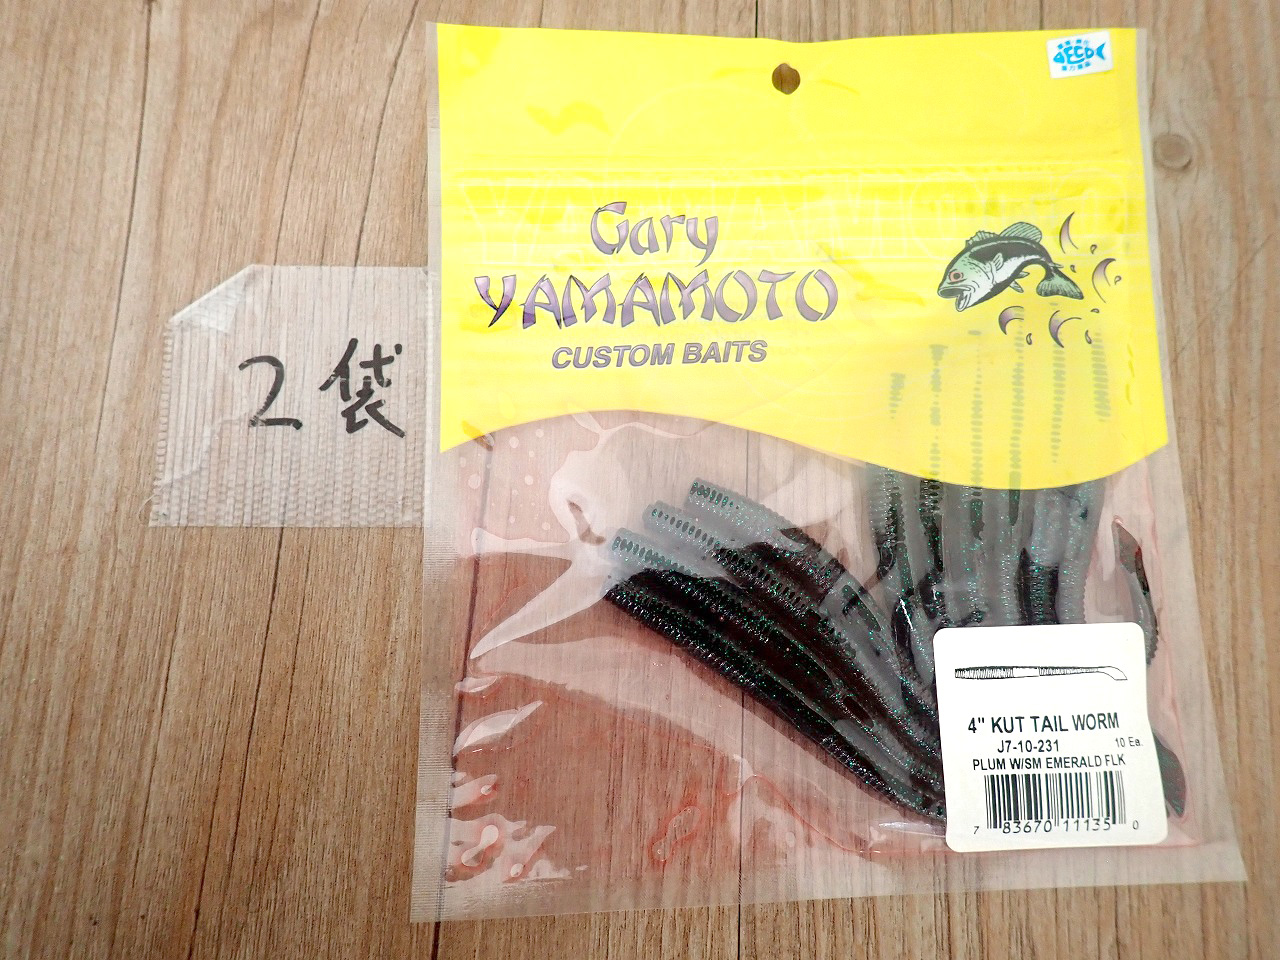 2袋
Gary
YAMAMOTO
CUSTOM BAITS
4" KUT TAIL WORM
J7-10-231 10 Ea.
PLUM W/SM EMERALD FLK
7 83670 11135 0